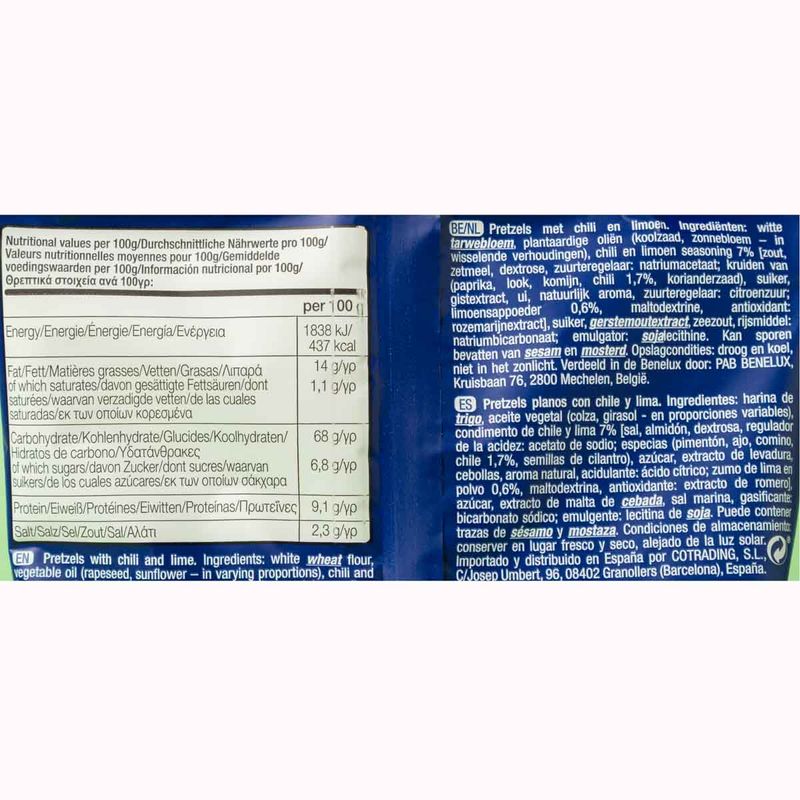 Nutritional values per 100g/Durchschnittliche Nährwerte pro 100g/
Valeurs nutritionnelles moyennes pour 100g/Gemiddelde
voedingswaarden per 100g/Información nutricional por 100g/
Θρεπτικά στοιχεία ανά 100γρ:
per 100 g
Energy/Energie/Énergie/Energía/Ενέργεια 1838 kJ/
437 kcal
Fat/Fett/Matières grasses/Vetten/Grasas/Λιπαρά 14 g/γρ
of which saturates/davon gesättigte Fettsäuren/dont 1,1 g/γρ
saturées/waarvan verzadigde vetten/de las cuales
saturadas/εκ των οποίων κορεσμένα
Carbohydrate/Kohlenhydrate/Glucides/Koolhydraten/ 68 g/γρ
Hidratos de carbono/Υδατάνθρακες
of which sugars/davon Zucker/dont sucres/waarvan 6,8 g/γρ
suikers/de los cuales azúcares/εκ των οποίων σάκχαρα
Protein/Eiweiß/Protéines/Eiwitten/Proteínas/Πρωτεΐνες 9,1 g/γρ
Salt/Salz/Sel/Zout/Sal/Αλάτι 2,3 g/γρ
EN Pretzels with chili and lime. Ingredients: white wheat flour,
vegetable oil (rapeseed, sunflower – in varying proportions), chili and
BE/NL Pretzels met chili en limoen. Ingrediënten: witte
tarwebloem, plantaardige oliën (koolzaad, zonnebloem – in
wisselende verhoudingen), chili en limoen seasoning 7% [zout,
zetmeel, dextrose, zuurteregelaar: natriumacetaat; kruiden van
(paprika, look, komijn, chili 1,7%, korianderzaad), suiker,
gistextract, ui, natuurlijk aroma, zuurteregelaar: citroenzuur;
limoensappoeder 0,6%, maltodextrine, antioxidant:
rozemarijnextract], suiker, gerstemoutextract, zeezout, rijsmiddel:
natriumbicarbonaat; emulgator: sojalecithine. Kan sporen
bevatten van sesam en mosterd. Opslagcondities: droog en koel,
niet in het zonlicht. Verdeeld in de Benelux door: PAB BENELUX,
Kruisbaan 76, 2800 Mechelen, België.
ES Pretzels planos con chile y lima. Ingredientes: harina de
trigo, aceite vegetal (colza, girasol - en proporciones variables),
condimento de chile y lima 7% [sal, almidón, dextrosa, regulador
de la acidez: acetato de sodio; especias (pimentón, ajo, comino,
chile 1,7%, semillas de cilantro), azúcar, extracto de levadura,
cebollas, aroma natural, acidulante: ácido cítrico; zumo de lima en
polvo 0,6%, maltodextrina, antioxidante: extracto de romero],
azúcar, extracto de malta de cebada, sal marina, gasificante:
bicarbonato sódico; emulgente: lecitina de soja. Puede contener
trazas de sésamo y mostaza. Condiciones de almacenamiento:
conserver en lugar fresco y seco, alejado de la luz solar.
Importado y distribuido en España por COTRADING, S.L.,
C/Josep Umbert, 96, 08402 Granollers (Barcelona), España.